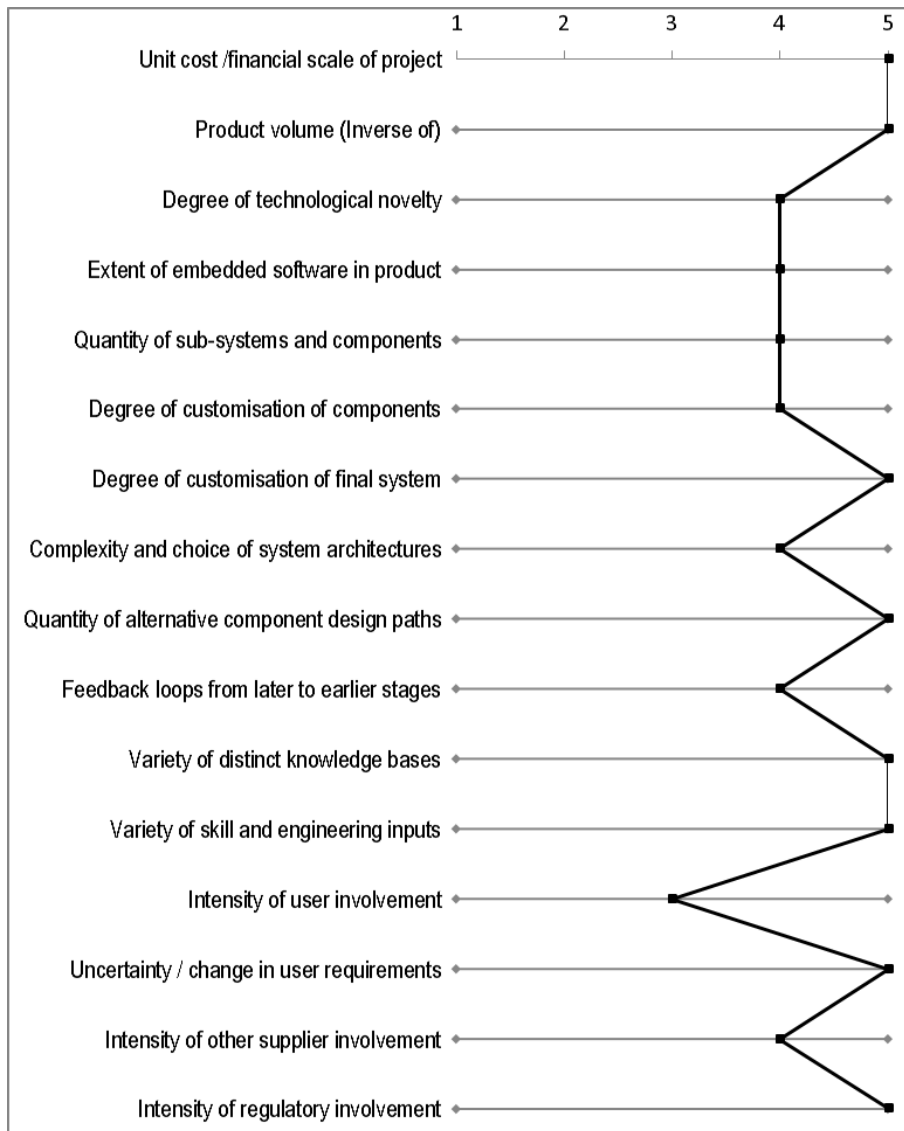 1 2 3 4 5
Unit cost /financial scale of project
Product volume (Inverse of)
Degree of technological novelty
Extent of embedded software in product
Quantity of sub-systems and components
Degree of customisation of components
Degree of customisation of final system
Complexity and choice of system architectures
Quantity of alternative component design paths
Feedback loops from later to earlier stages
Variety of distinct knowledge bases
Variety of skill and engineering inputs
Intensity of user involvement
Uncertainty / change in user requirements
Intensity of other supplier involvement
Intensity of regulatory involvement